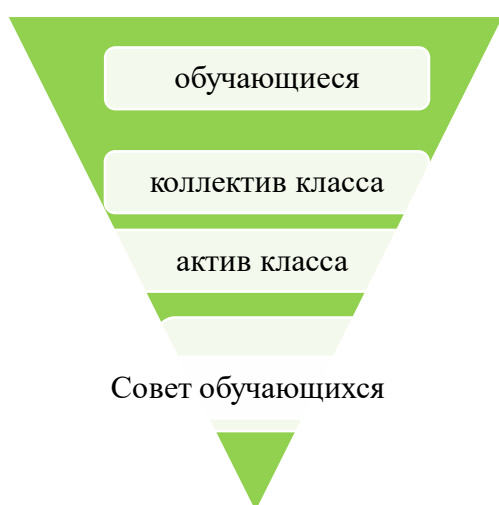 обучающиеся
коллектив класса
актив класса
Совет обучающихся